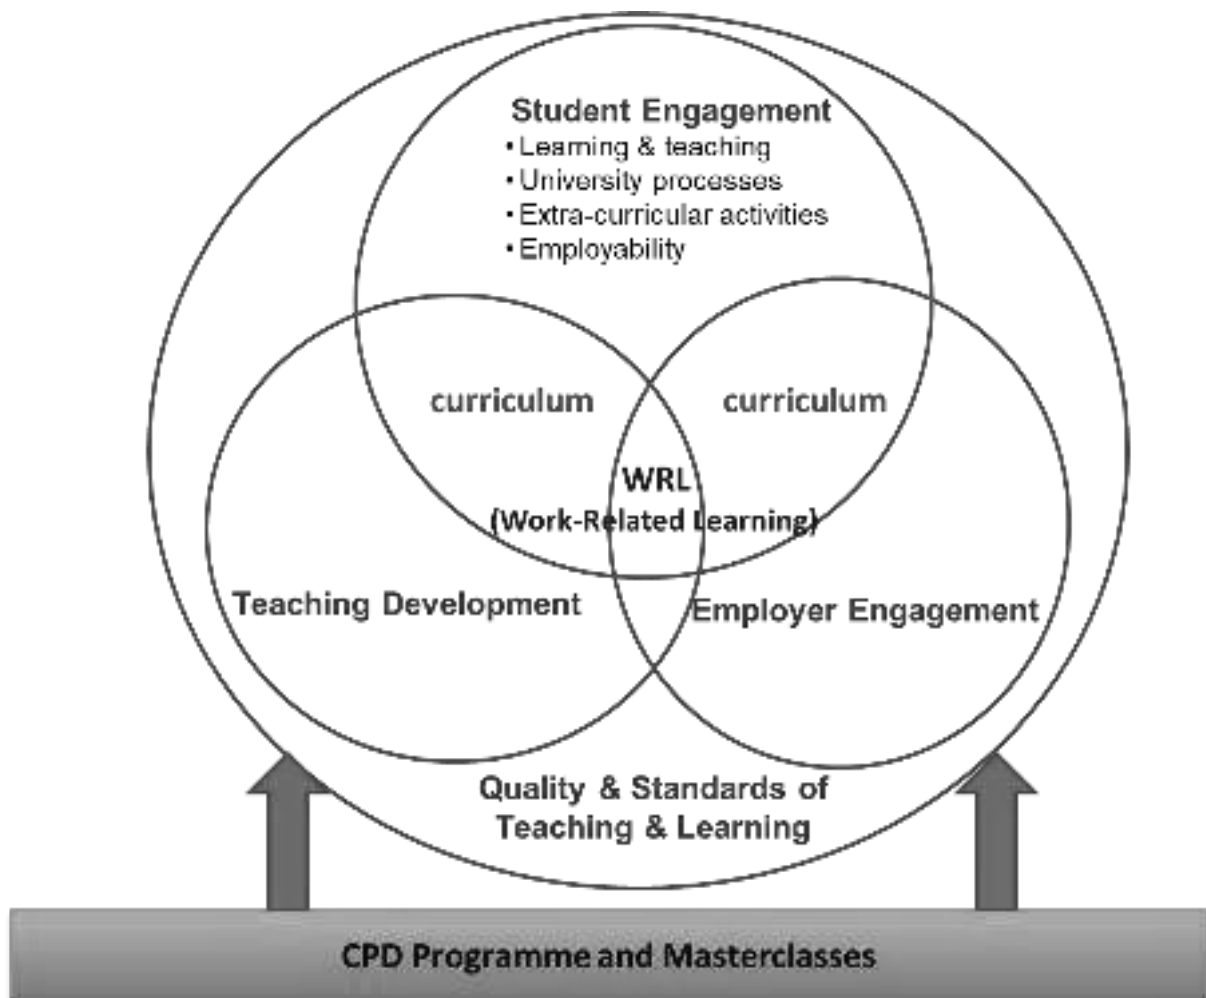 Student Engagement
• Learning & teaching
• University processes
• Extra-curricular activities
• Employability
curriculum
curriculum
WRL
(Work-Related Learning)
Teaching Development
Employer Engagement
Quality & Standards of
Teaching & Learning
CPD Programme and Masterclasses